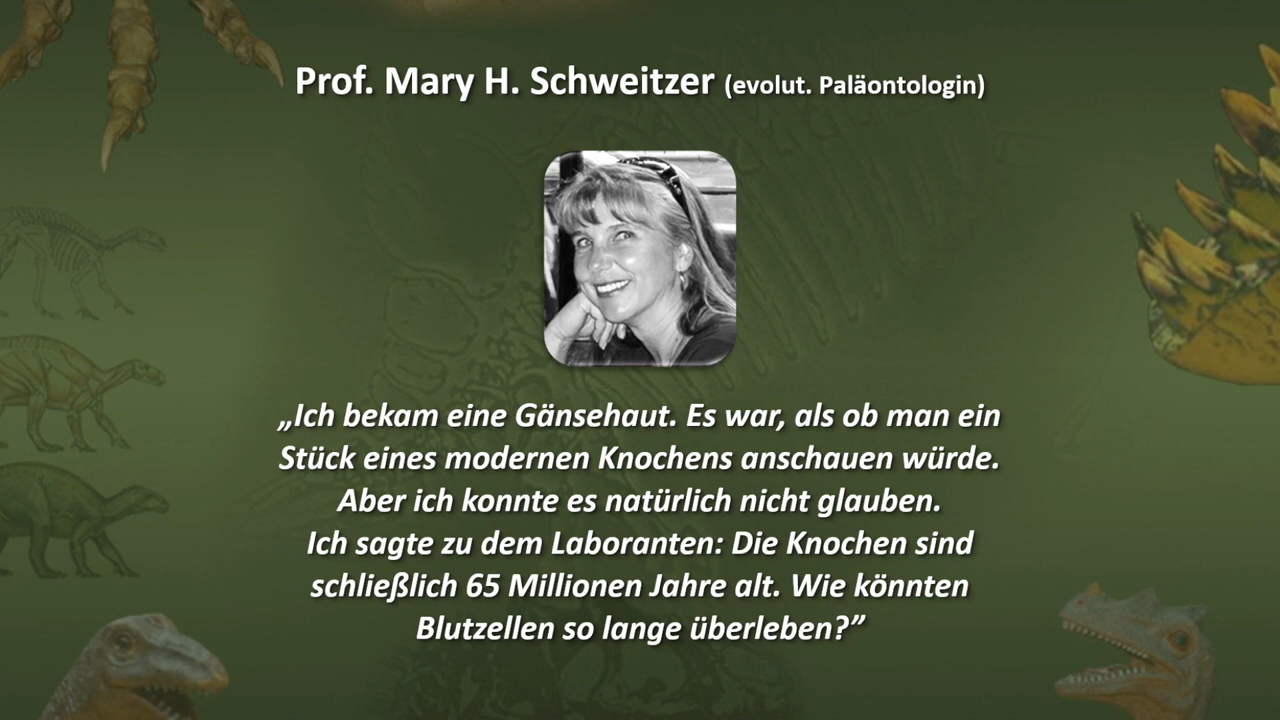 Prof. Mary H. Schweitzer (evolut. Paläontologin)
„Ich bekam eine Gänsehaut. Es war, als ob man ein
Stück eines modernen Knochens anschauen würde.
Aber ich konnte es natürlich nicht glauben.
Ich sagte zu dem Laboranten: Die Knochen sind
schließlich 65 Millionen Jahre alt. Wie könnten
Blutzellen so lange überleben?”